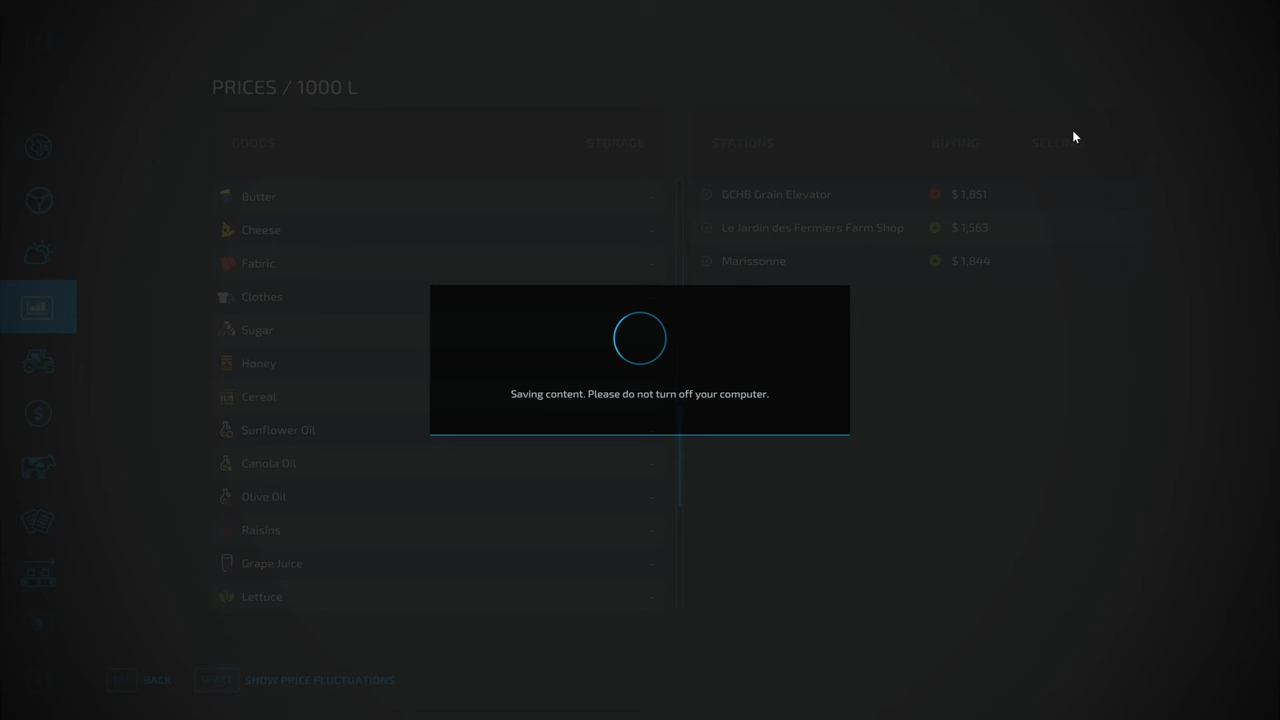 PRICES / 1000 L
GOODS STORAGE
Butter -
Cheese -
Fabric -
Clothes
Sugar
Honey
Cereal
Sunflower Oil -
Canola Oil -
Olive Oil -
Raisins -
Grape Juice -
Lettuce -
STATIONS BUYING SELLING
GCHB Grain Elevator $ 1,851
Le Jardin des Fermiers Farm Shop $ 1,563
Marissonne $ 1,844
Saving content. Please do not turn off your computer.
BACK SPACE SHOW PRICE FLUCTUATIONS